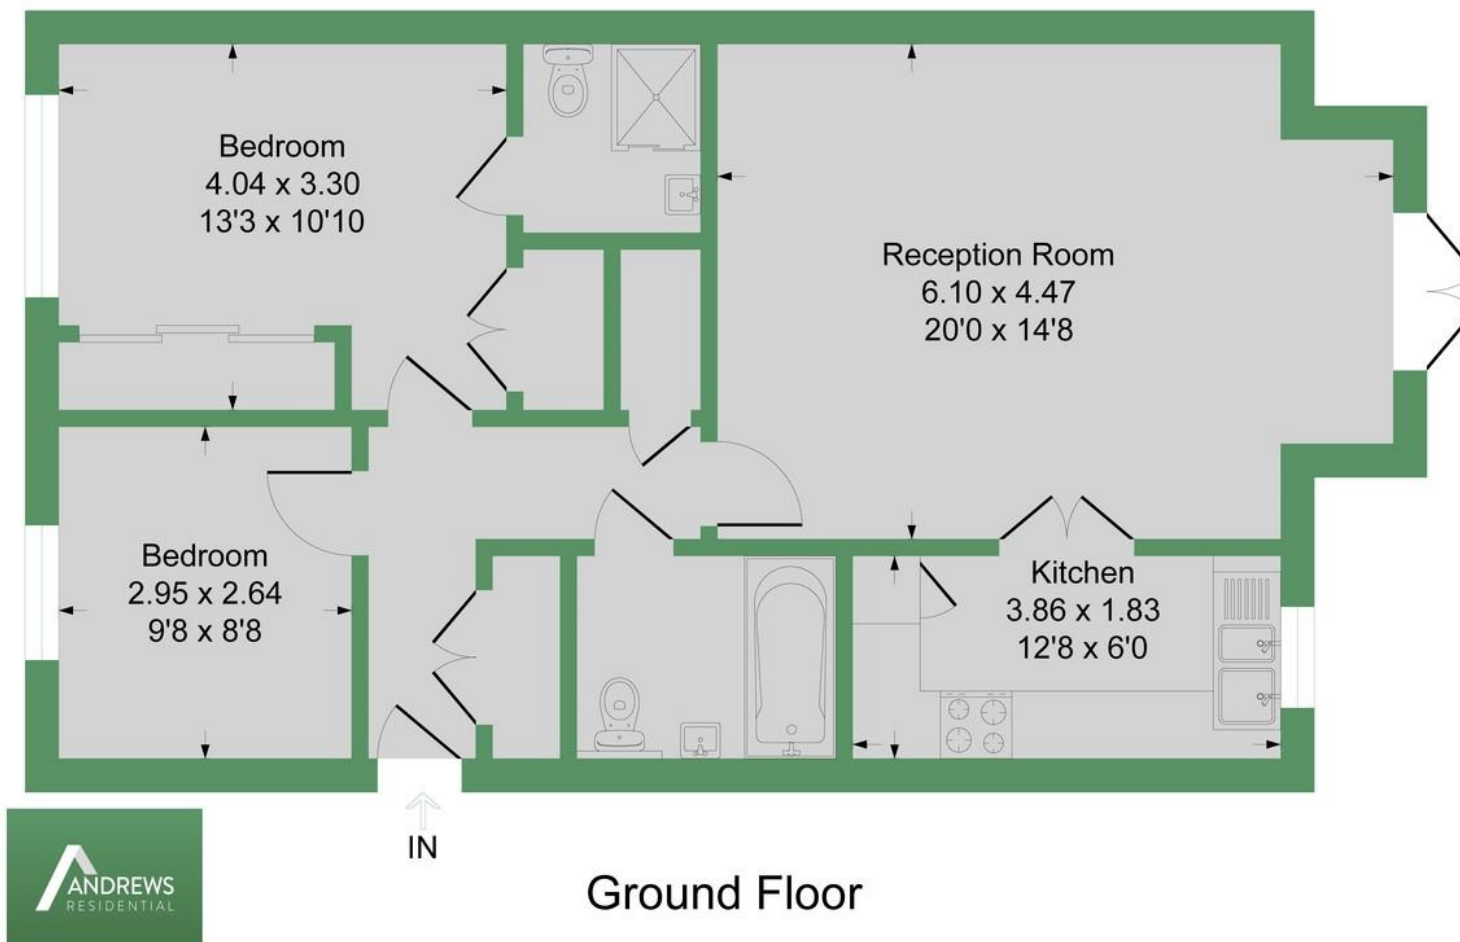 Bedroom
4.04 x 3.30
13'3 x 10'10
Reception Room
6.10 x 4.47
20'0 x 14'8
Bedroom
2.95 x 2.64
9'8 x 8'8
Kitchen
3.86 x 1.83
12'8 x 6'0
IN
ANDREWS
RESIDENTIAL
Ground Floor